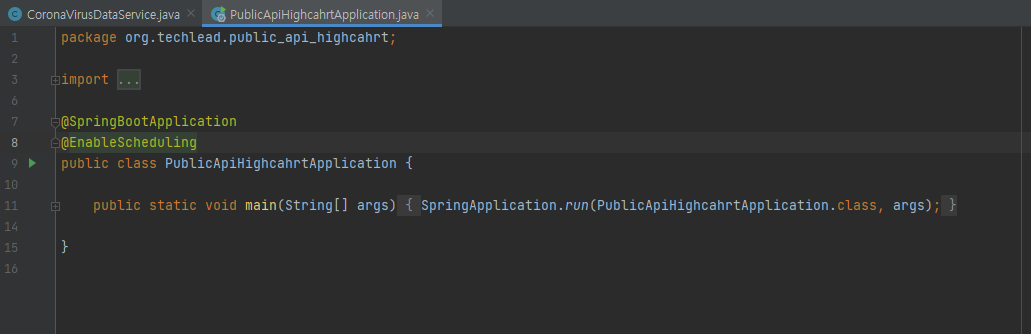 CoronaVirusDataService.java
PublicApiHighcahrtApplication.java
1 package org.techlead.public_api_highcahrt;
2
3 import ...
6
7 @SpringBootApplication
8 @EnableScheduling
9 public class PublicApiHighcahrtApplication {
10
11 public static void main(String[] args) { SpringApplication.run(PublicApiHighcahrtApplication.class, args); }
14
15 }
16